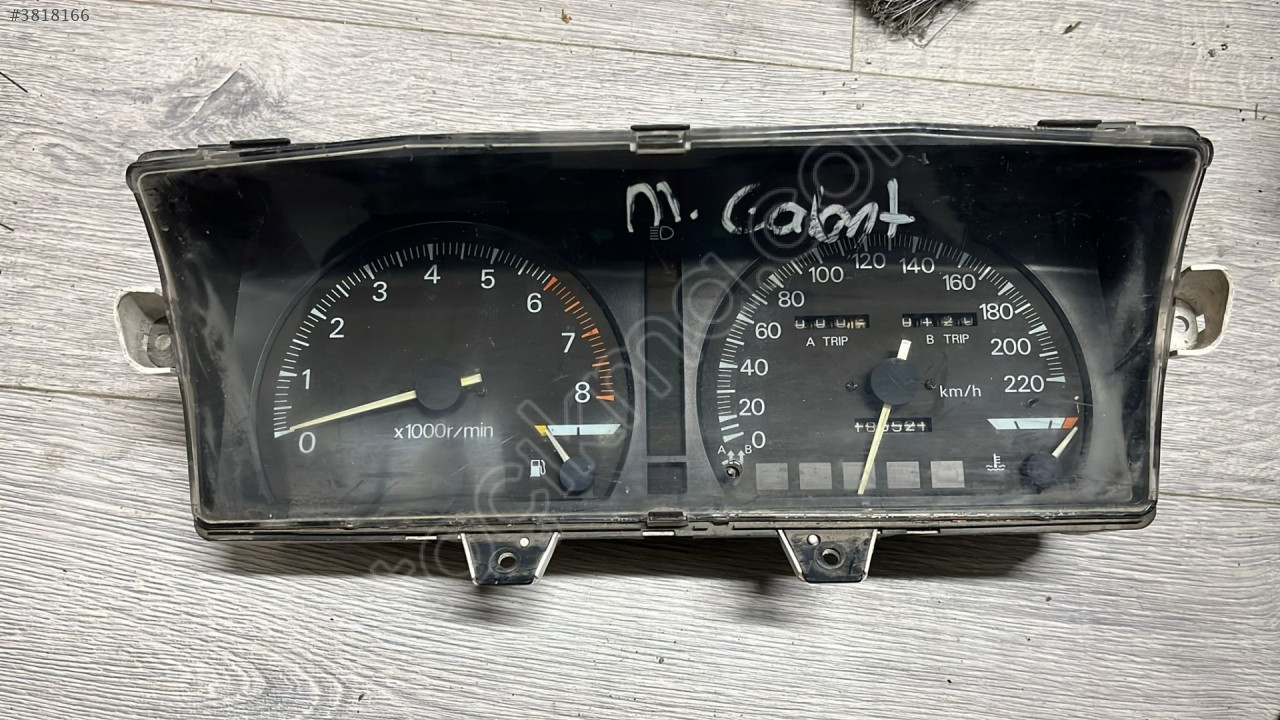 #3818166
M. Galant
0 1 2 3 4 5 6 7 8
x1000r/min
0 20 40 60 80 100 120 140 160 180 200 220
A TRIP
B TRIP
km/h
A B